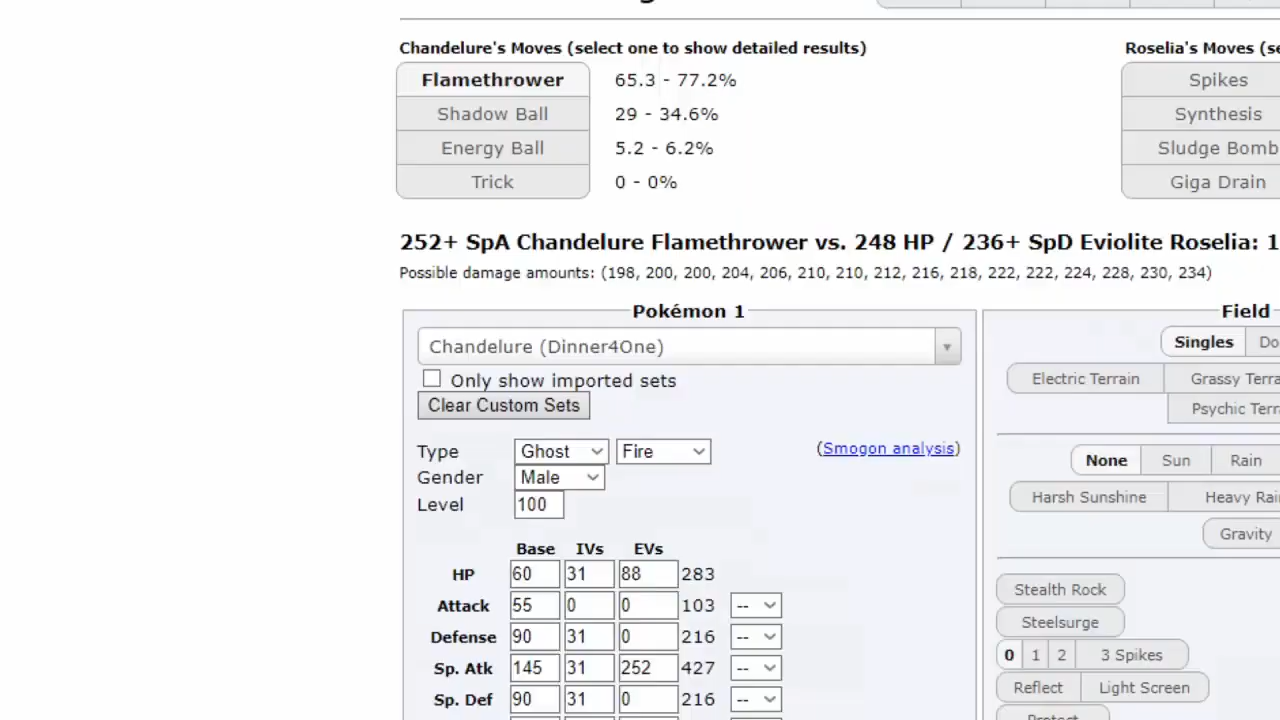 Chandelure's Moves (select one to show detailed results)
Roselia's Moves (se
Flamethrower 65.3 - 77.2%
Spikes
Shadow Ball 29 - 34.6%
Synthesis
Energy Ball 5.2 - 6.2%
Sludge Bomb
Trick 0 - 0%
Giga Drain
252+ SpA Chandelure Flamethrower vs. 248 HP / 236+ SpD Eviolite Roselia: 1
Possible damage amounts: (198, 200, 200, 204, 206, 210, 210, 212, 216, 218, 222, 222, 224, 228, 230, 234)
Pokémon 1
Chandelure (Dinner4One)
Only show imported sets
Clear Custom Sets
Type Ghost Fire (Smogon analysis)
Gender Male
Level 100
Base IVs EVs
HP 60 31 88 283
Attack 55 0 0 103 --
Defense 90 31 0 216 --
Sp. Atk 145 31 252 427 --
Sp. Def 90 31 0 216 --
Field
Singles Do
Electric Terrain Grassy Terra
Psychic Terr
None Sun Rain
Harsh Sunshine Heavy Rai
Gravity
Stealth Rock
Steelsurge
0 1 2 3 Spikes
Reflect Light Screen
Protect